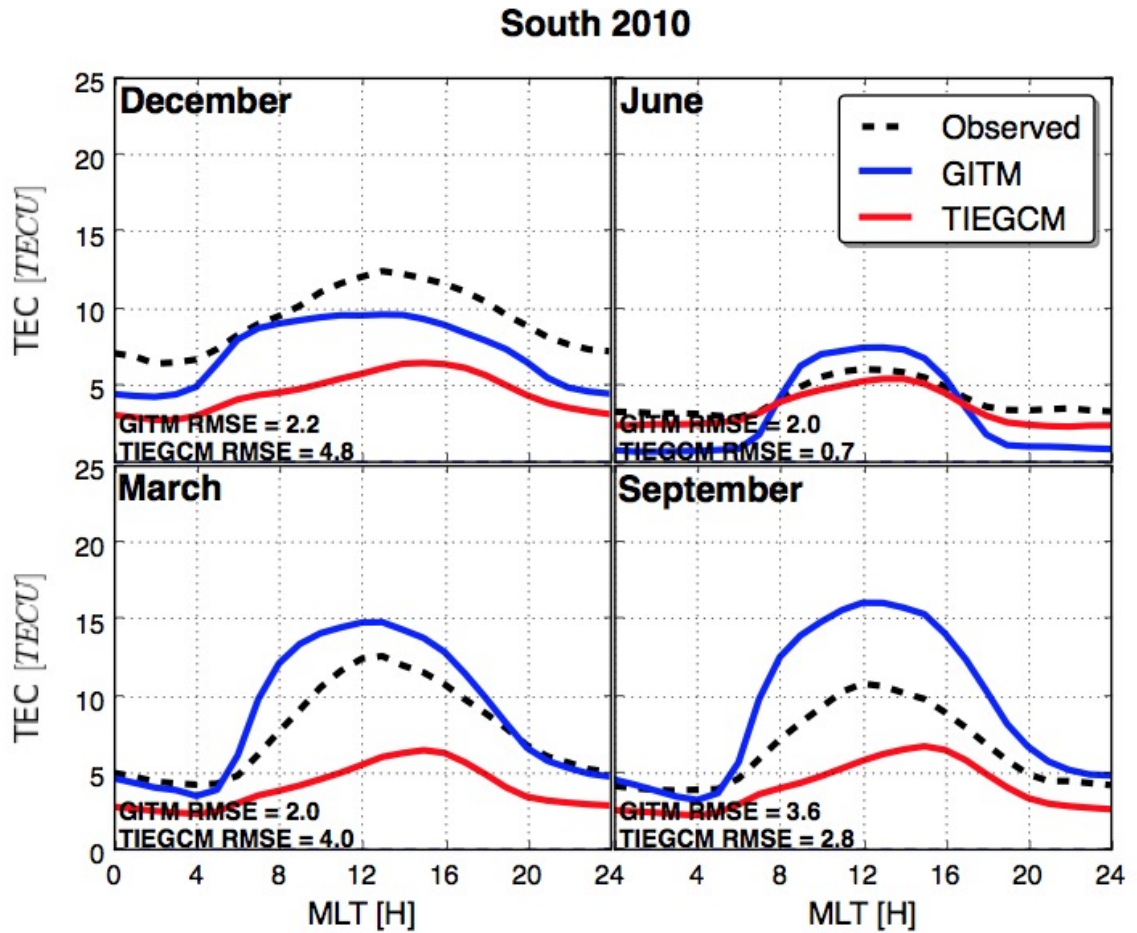 South 2010
December
June
Observed
GITM
TIEGCM
25
20
15
10
5
TEC [TECU]
GITM RMSE = 2.2
TIEGCM RMSE = 4.8
GITM RMSE = 2.0
TIEGCM RMSE = 0.7
March
September
25
20
15
10
5
0
TEC [TECU]
GITM RMSE = 2.0
TIEGCM RMSE = 4.0
GITM RMSE = 3.6
TIEGCM RMSE = 2.8
0 4 8 12 16 20 24
4 8 12 16 20 24
MLT [H]
MLT [H]